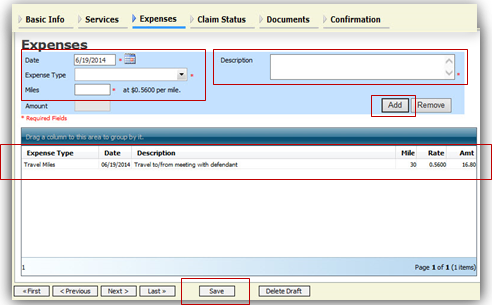 Basic Info Services Expenses Claim Status Documents Confirmation
Expenses
Date 6/19/2014 * Description *
Expense Type *
Miles * at $0.5600 per mile.
Amount Add Remove
* Required Fields
Drag a column to this area to group by it.
Expense Type Date Description Mile Rate Amt
Travel Miles 06/19/2014 Travel to/from meeting with defendant 30 0.5600 16.80
1 Page 1 of 1 (1 items)
« First < Previous Next > Last » Save Delete Draft